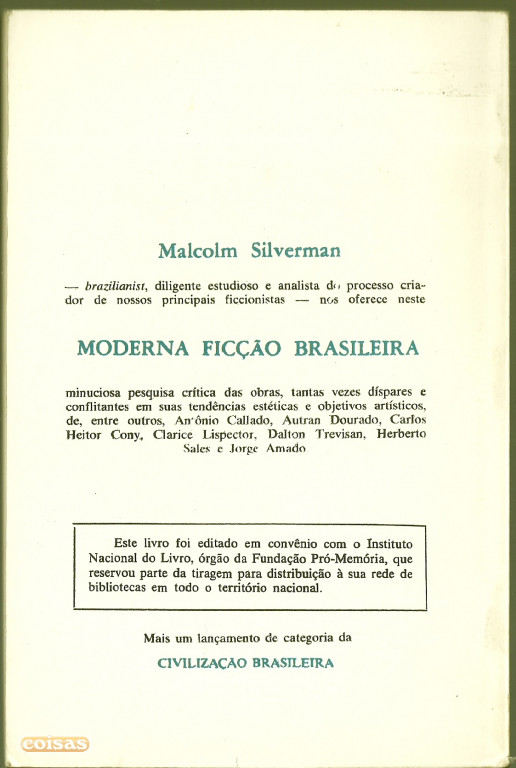 Malcolm Silverman
— brazilianist, diligente estudioso e analista do processo cria-
dor de nossos principais ficcionistas — nos oferece neste
MODERNA FICÇÃO BRASILEIRA
minuciosa pesquisa crítica das obras, tantas vezes díspares e
conflitantes em suas tendências estéticas e objetivos artísticos,
de, entre outros, Antônio Callado, Autran Dourado, Carlos
Heitor Cony, Clarice Lispector, Dalton Trevisan, Herberto
Sales e Jorge Amado
Este livro foi editado em convênio com o Instituto
Nacional do Livro, órgão da Fundação Pró-Memória, que
reservou parte da tiragem para distribuição à sua rede de
bibliotecas em todo o território nacional.
Mais um lançamento de categoria da
CIVILIZAÇÃO BRASILEIRA
coisas